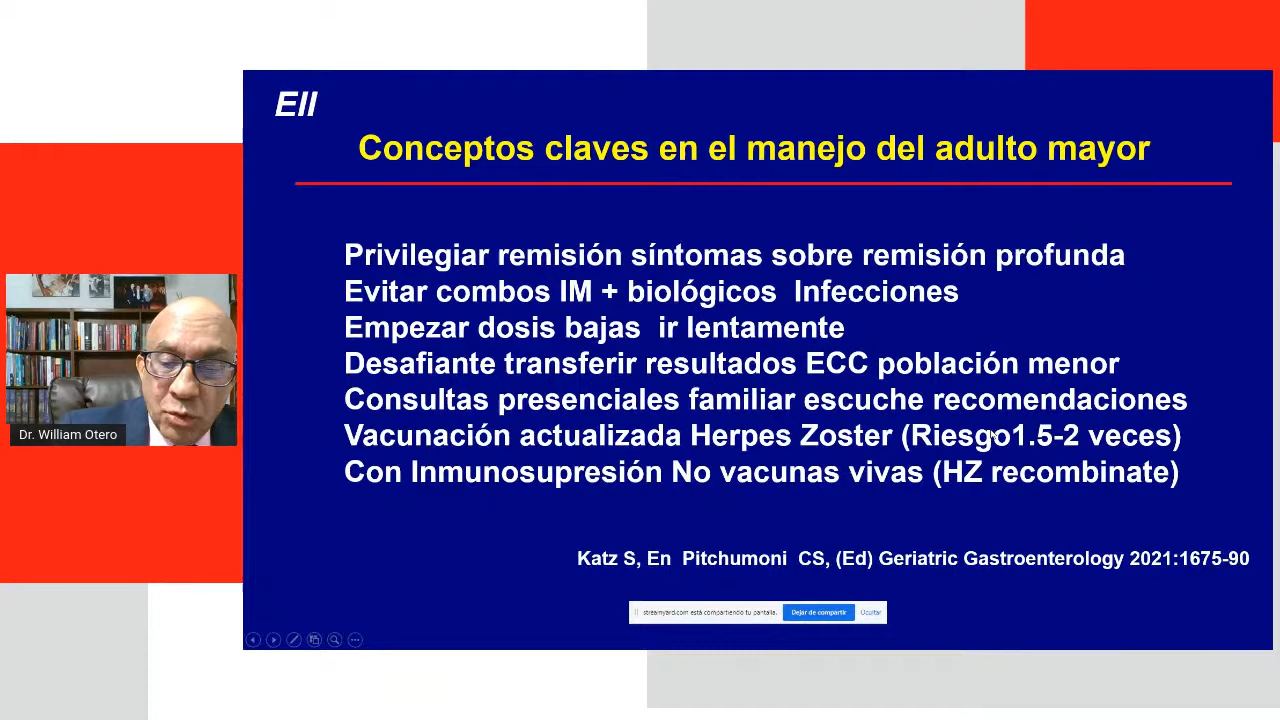 EII
Conceptos claves en el manejo del adulto mayor
Privilegiar remisión síntomas sobre remisión profunda
Evitar combos IM + biológicos  Infecciones
Empezar dosis bajas  ir lentamente
Desafiante transferir resultados ECC población menor
Consultas presenciales familiar escuche recomendaciones
Vacunación actualizada Herpes Zoster (Riesgo1.5-2 veces)
Con Inmunosupresión No vacunas vivas (HZ recombinate)
Katz S, En  Pitchumoni  CS, (Ed) Geriatric Gastroenterology 2021:1675-90
Dr. William Otero
streamyard.com está compartiendo tu pantalla.
Dejar de compartir
Ocultar